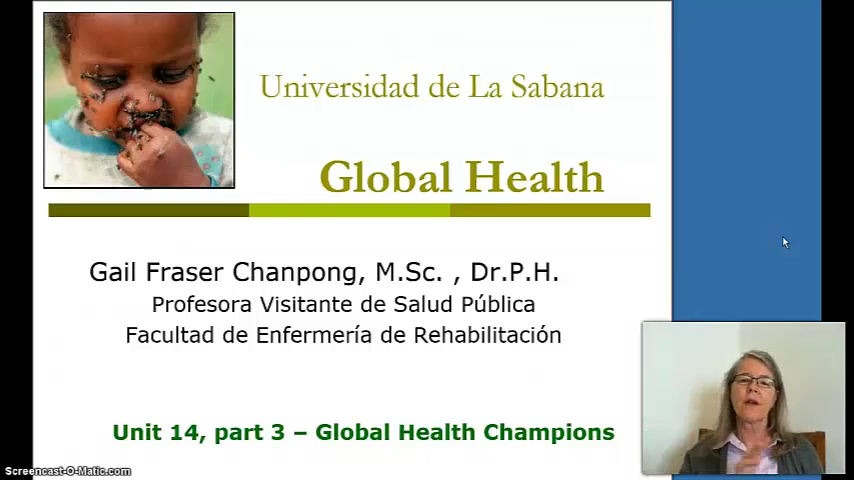 Universidad de La Sabana
Global Health
Gail Fraser Chanpong, M.Sc. , Dr.P.H.
Profesora Visitante de Salud Pública
Facultad de Enfermería de Rehabilitación
Unit 14, part 3 – Global Health Champions
Screencast-O-Matic.com